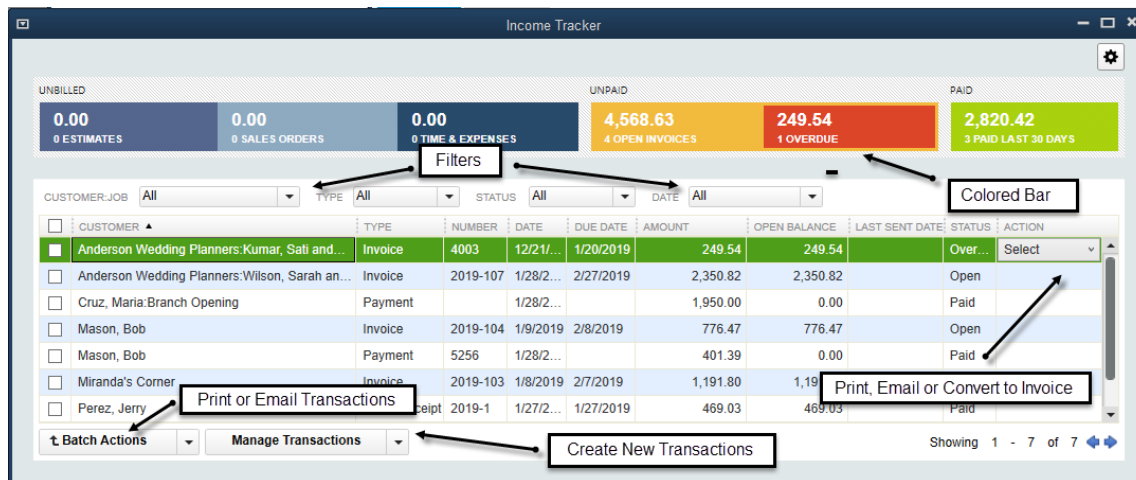 Income Tracker
UNBILLED UNPAID PAID
0.00 0.00 0.00 4,568.63 249.54 2,820.42
0 ESTIMATES 0 SALES ORDERS 0 TIME & EXPENSES 4 OPEN INVOICES 1 OVERDUE 3 PAID LAST 30 DAYS
Filters
Colored Bar
CUSTOMER:JOB All TYPE All STATUS All DATE All
CUSTOMER TYPE NUMBER DATE DUE DATE AMOUNT OPEN BALANCE LAST SENT DATE STATUS ACTION
Anderson Wedding Planners:Kumar, Sati and... Invoice 4003 12/21/... 1/20/2019 249.54 249.54 Over... Select
Anderson Wedding Planners:Wilson, Sarah an... Invoice 2019-107 1/28/2... 2/27/2019 2,350.82 2,350.82 Open
Cruz, Maria:Branch Opening Payment 1/28/2... 1,950.00 0.00 Paid
Mason, Bob Invoice 2019-104 1/9/2019 2/8/2019 776.47 776.47 Open
Mason, Bob Payment 5256 1/28/2... 401.39 0.00 Paid
Miranda's Corner Invoice 2019-103 1/8/2019 2/7/2019 1,191.80 1,19
Print, Email or Convert to Invoice
Print or Email Transactions
Perez, Jerry ceipt 2019-1 1/27/2... 1/27/2019 469.03 469.03 Paid
Batch Actions Manage Transactions Showing 1 - 7 of 7
Create New Transactions